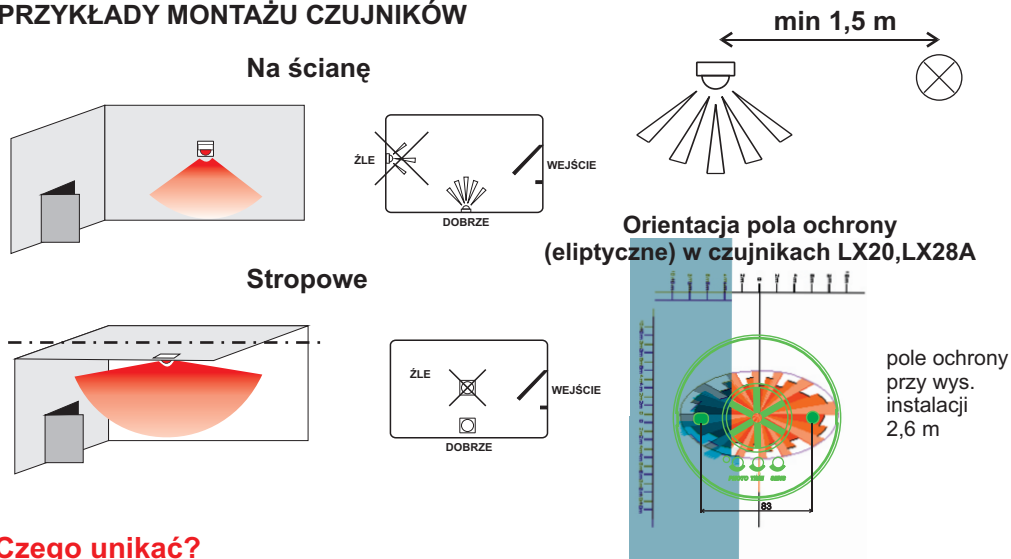 PRZYKŁADY MONTAŻU CZUJNIKÓW
min 1,5 m
Na ścianę
ŹLE
WEJŚCIE
DOBRZE
Orientacja pola ochrony
(eliptyczne) w czujnikach LX20,LX28A
Stropowe
ŹLE
WEJŚCIE
DOBRZE
pole ochrony
przy wys.
instalacji
2,6 m
TIME
83
Czego unikać?